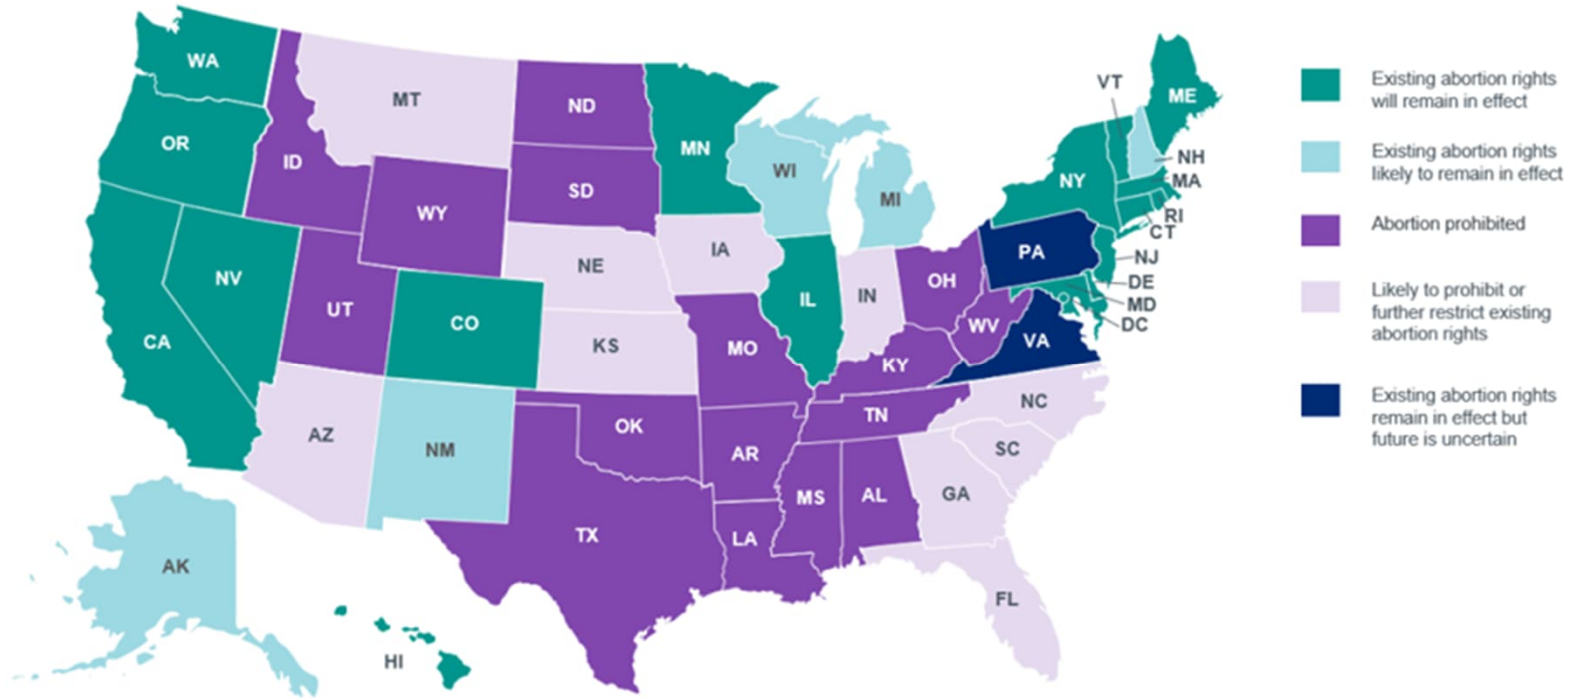 WA
OR
CA
NV
ID
MT
WY
UT
CO
AZ
NM
ND
SD
NE
KS
OK
TX
MN
IA
MO
AR
LA
WI
IL
MI
IN
OH
KY
TN
MS
AL
GA
FL
SC
NC
VA
WV
PA
NY
VT
ME
NH
MA
RI
CT
NJ
DE
MD
DC
AK
HI
Existing abortion rights
will remain in effect
Existing abortion rights
likely to remain in effect
Abortion prohibited
Likely to prohibit or
further restrict existing
abortion rights
Existing abortion rights
remain in effect but
future is uncertain